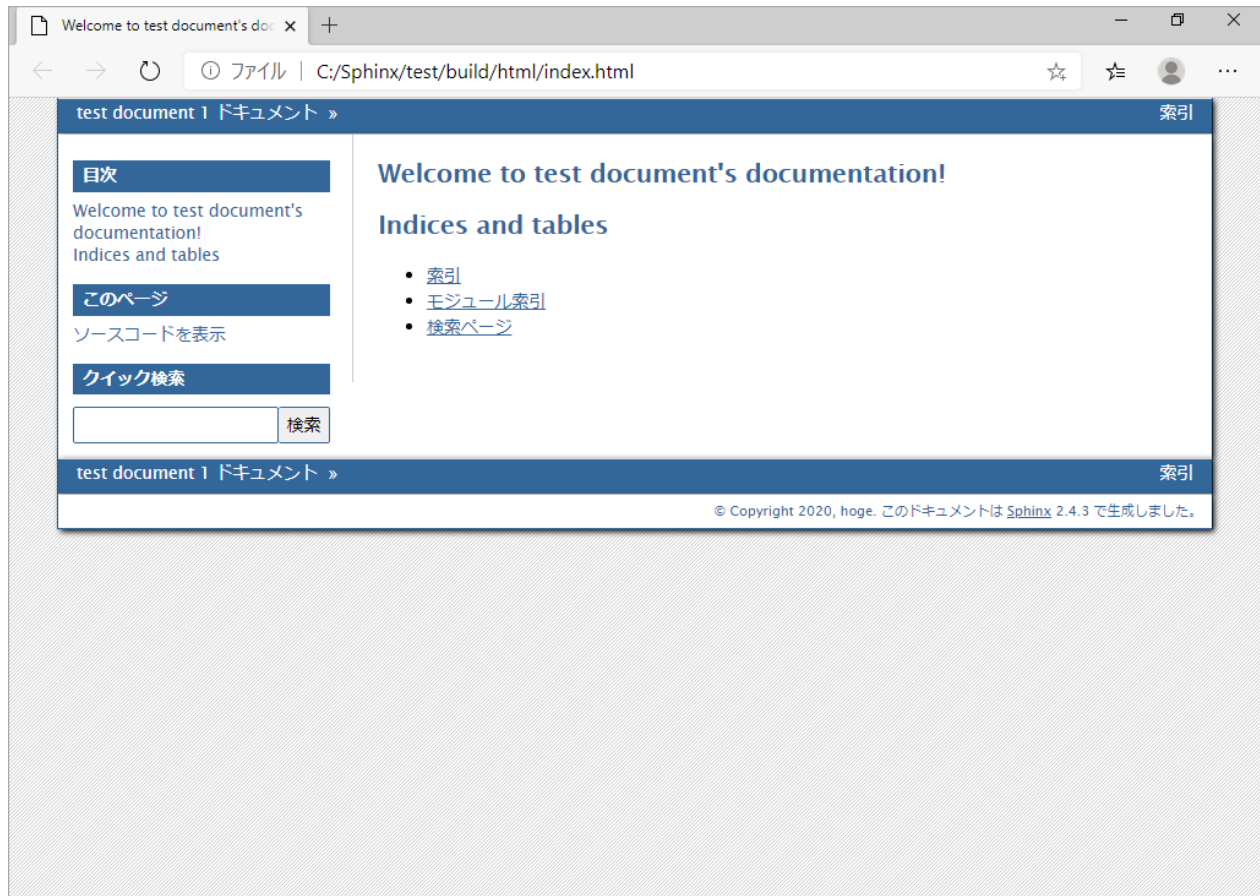 Welcome to test document's doc
ファイル | C:/Sphinx/test/build/html/index.html
test document 1 ドキュメント » 索引
目次
Welcome to test document's
documentation!
Indices and tables
このページ
ソースコードを表示
クイック検索
検索
Welcome to test document's documentation!
Indices and tables
索引
モジュール索引
検索ページ
test document 1 ドキュメント » 索引
© Copyright 2020, hoge. このドキュメントは Sphinx 2.4.3 で生成しました。